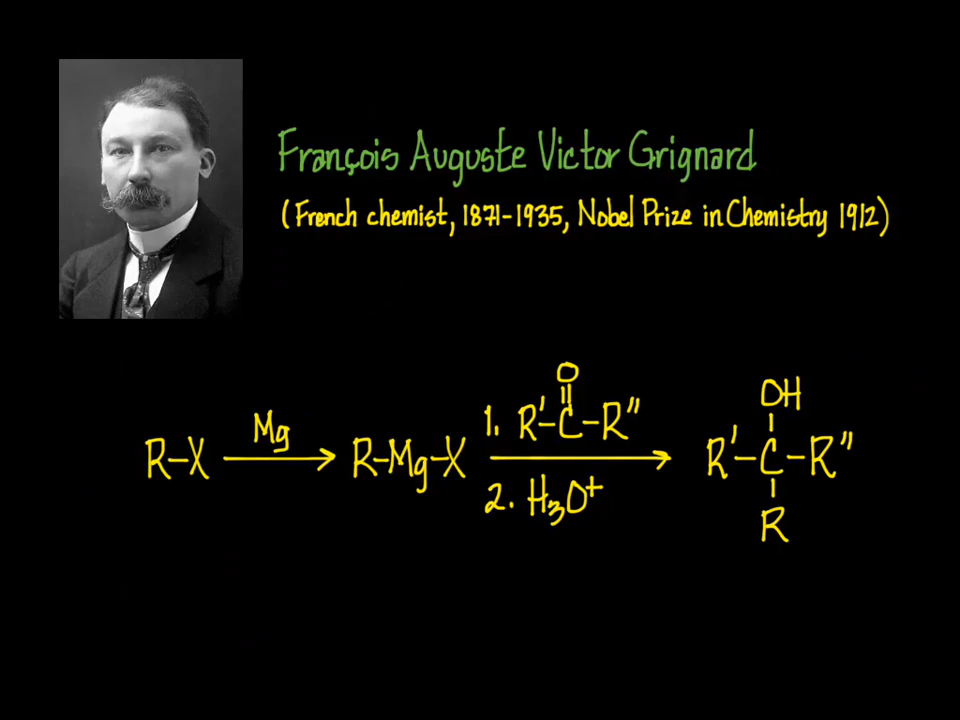 François Auguste Victor Grignard
(French chemist, 1871-1935, Nobel Prize in Chemistry 1912)
O
OH
Mg
1. R'-C-R"
R-X
R-Mg-X
R'-C-R"
2. H₃O⁺
R